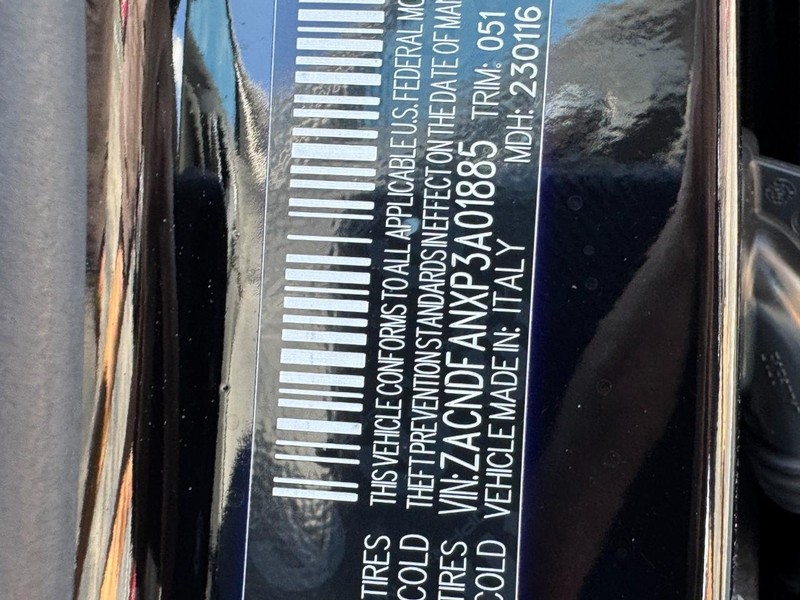 THIS VEHICLE CONFORMS TO ALL APPLICABLE U.S. FEDERAL
THEFT PREVENTION STANDARDS IN EFFECT ON THE DATE OF
VIN: ZACNDFANXP3A01885 TRIM: 051
VEHICLE MADE IN: ITALY MDH: 230116
TIRES
COLD
TIRES
COLD